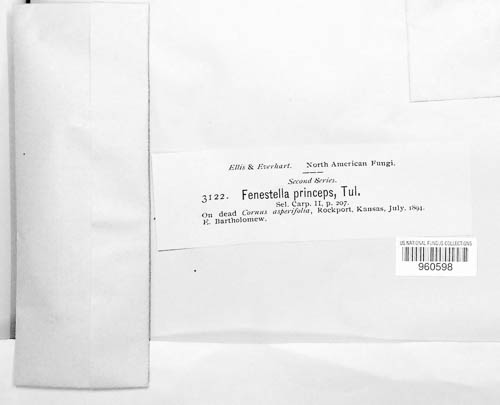 Ellis & Everhart. North American Fungi.
Second Series.
3122. Fenestella princeps, Tul.
Sel. Carp. II, p. 207.
On dead Cornus asperifolia, Rockport, Kansas, July, 1894.
E. Bartholomew.
US NATIONAL FUNGUS COLLECTIONS
960598